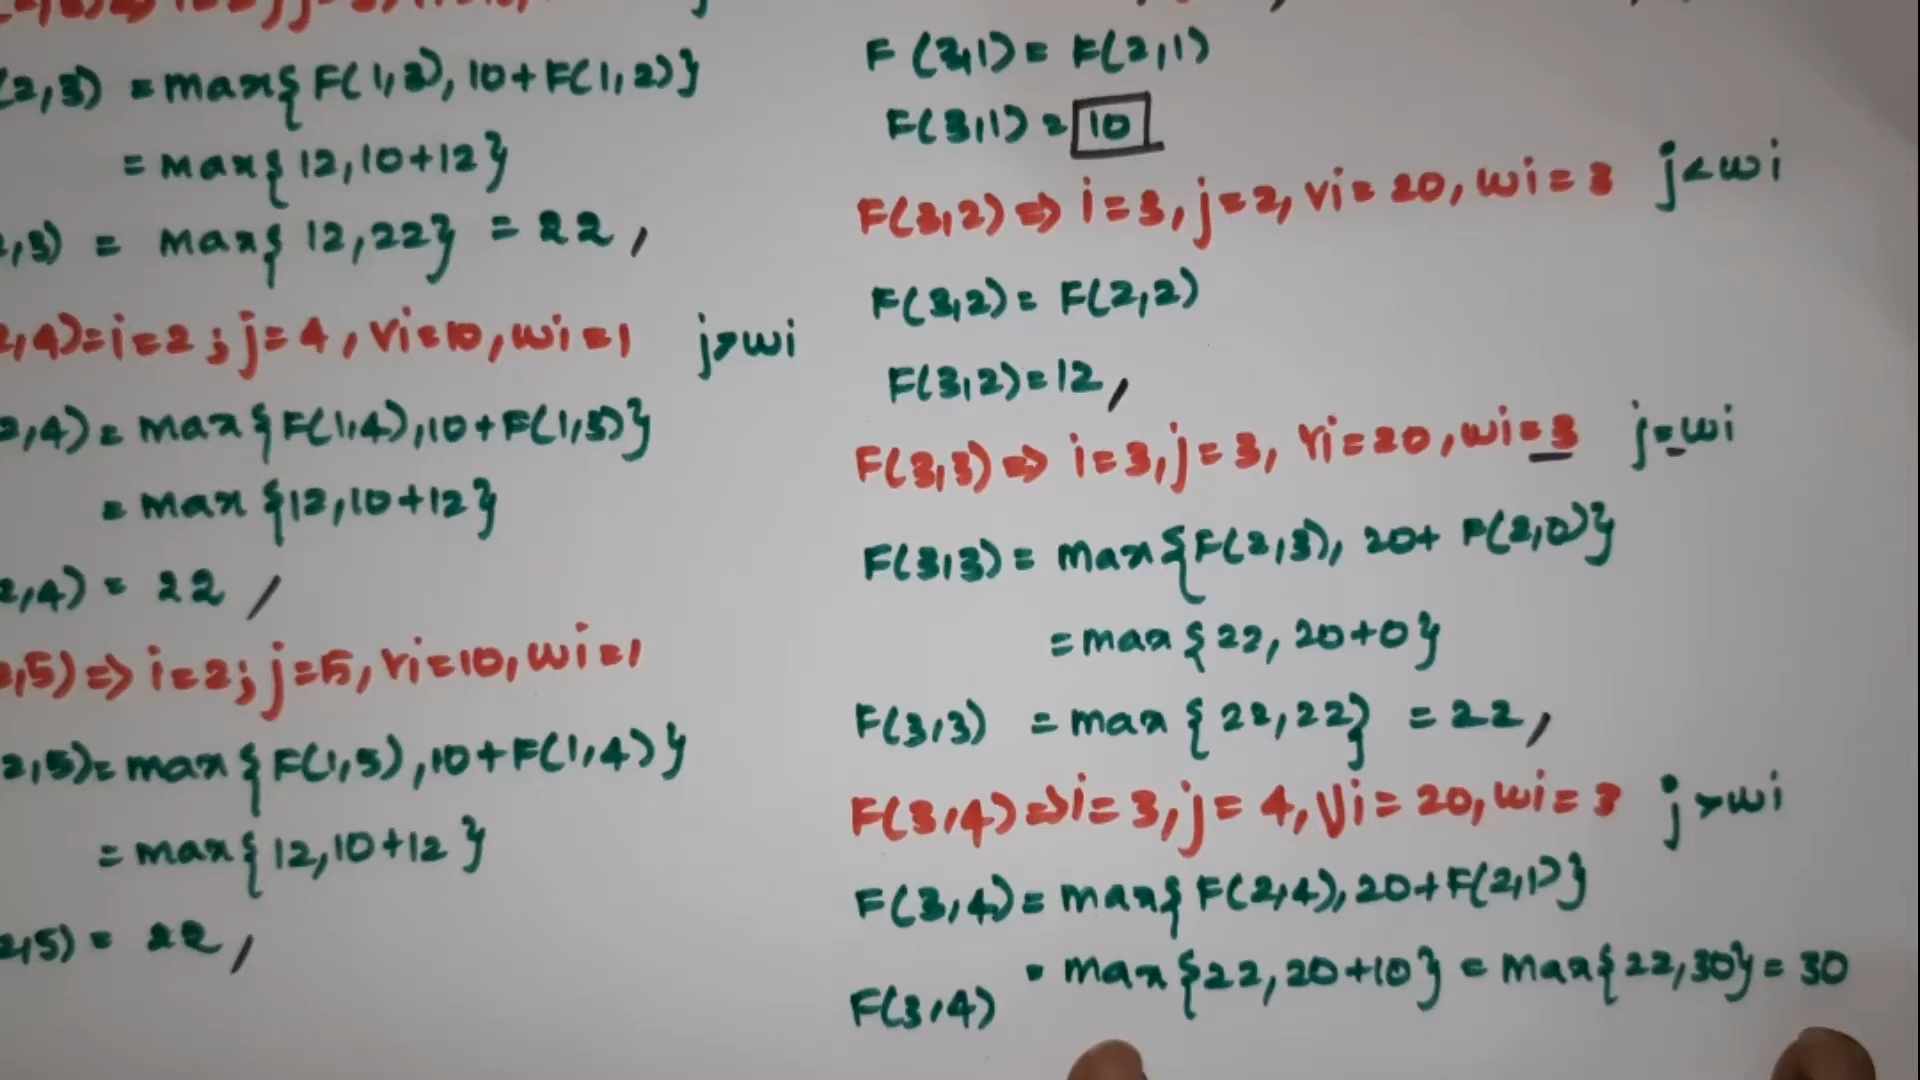 (2,3) = max{F(1,3), 10+F(1,2)}
= max{12,10+12}
,3) = max{12,22} = 22,
2,4)=i=2; j=4, vi=10, wi=1 j>wi
2,4)= max{F(1,4),10+F(1,3)}
= max{12,10+12}
2,4) = 22
2,5)=> i=2; j=5, vi=10, wi=1
2,5)= max{F(1,5),10+F(1,4)}
= max{12,10+12}
2,5) = 22,
F(3,1)= F(2,1)
F(3,1)= 10
F(3,2)=> i=3, j=2, vi=20, wi=3 j<wi
F(3,2)= F(2,2)
F(3,2)=12,
F(3,3)=> i=3, j=3, vi=20, wi=3 j=wi
F(3,3)= max{F(2,3), 20+ F(2,0)}
=max{22, 20+0}
F(3,3) = max{22,22} = 22,
F(3,4)=>i=3, j=4, Vi=20, wi=3 j>wi
F(3,4)= max{F(2,4), 20+F(2,1)}
= max{22,20+10} = max{22,30} = 30
F(3,4)